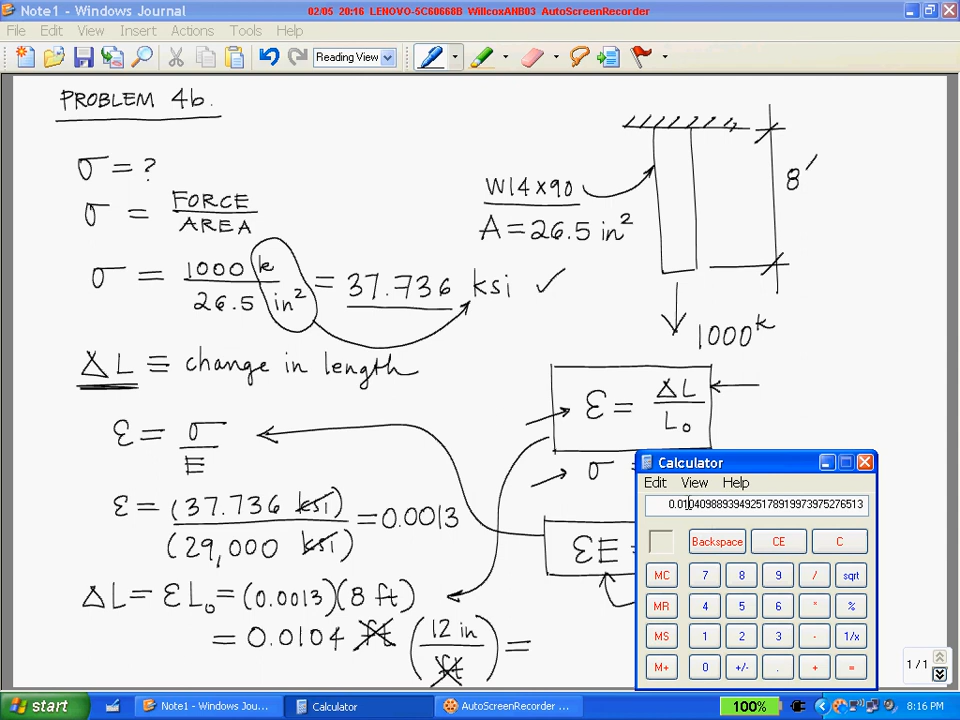 Note1 - Windows Journal
02/05 20:16 LENOVO-5C60668B WillcoxANB03 AutoScreenRecorder
File Edit View Insert Actions Tools Help
Reading View
PROBLEM 4b.
σ = ?
σ = FORCE
AREA
W14x90
A = 26.5 in²
8'
σ = 1000 k
26.5 in²
= 37.736 ksi ✓
1000k
ΔL ≡ change in length
ε = ΔL
L₀
ε = σ
E
σ
ε = (37.736 ksi)
(29,000 ksi)
= 0.0013
εE =
ΔL = εL₀ = (0.0013)(8 ft)
= 0.0104 ft (12 in
ft) =
Calculator
Edit View Help
Backspace CE C
MC 7 8 9 / sqrt
MR 4 5 6 * %
MS 1 2 3 - 1/x
M+ 0 +/- . + =
1 / 1
start
Note1 - Windows Jou...
Calculator
AutoScreenRecorder ...
100%
8:16 PM